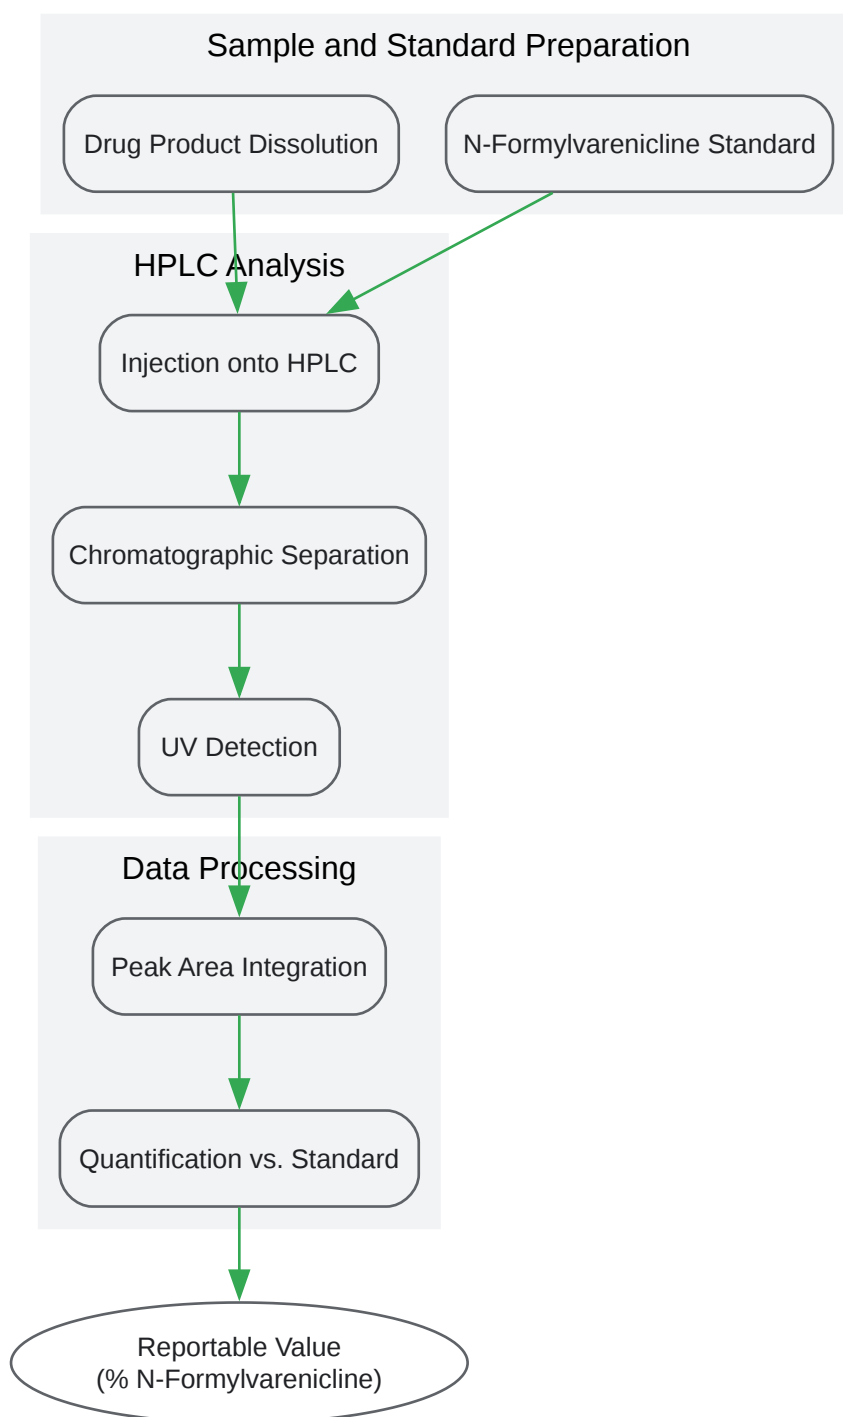 Sample and Standard Preparation
Drug Product Dissolution
N-Formylvarenicline Standard
HPLC Analysis
Injection onto HPLC
Chromatographic Separation
UV Detection
Data Processing
Peak Area Integration
Quantification vs. Standard
Reportable Value
(% N-Formylvarenicline)